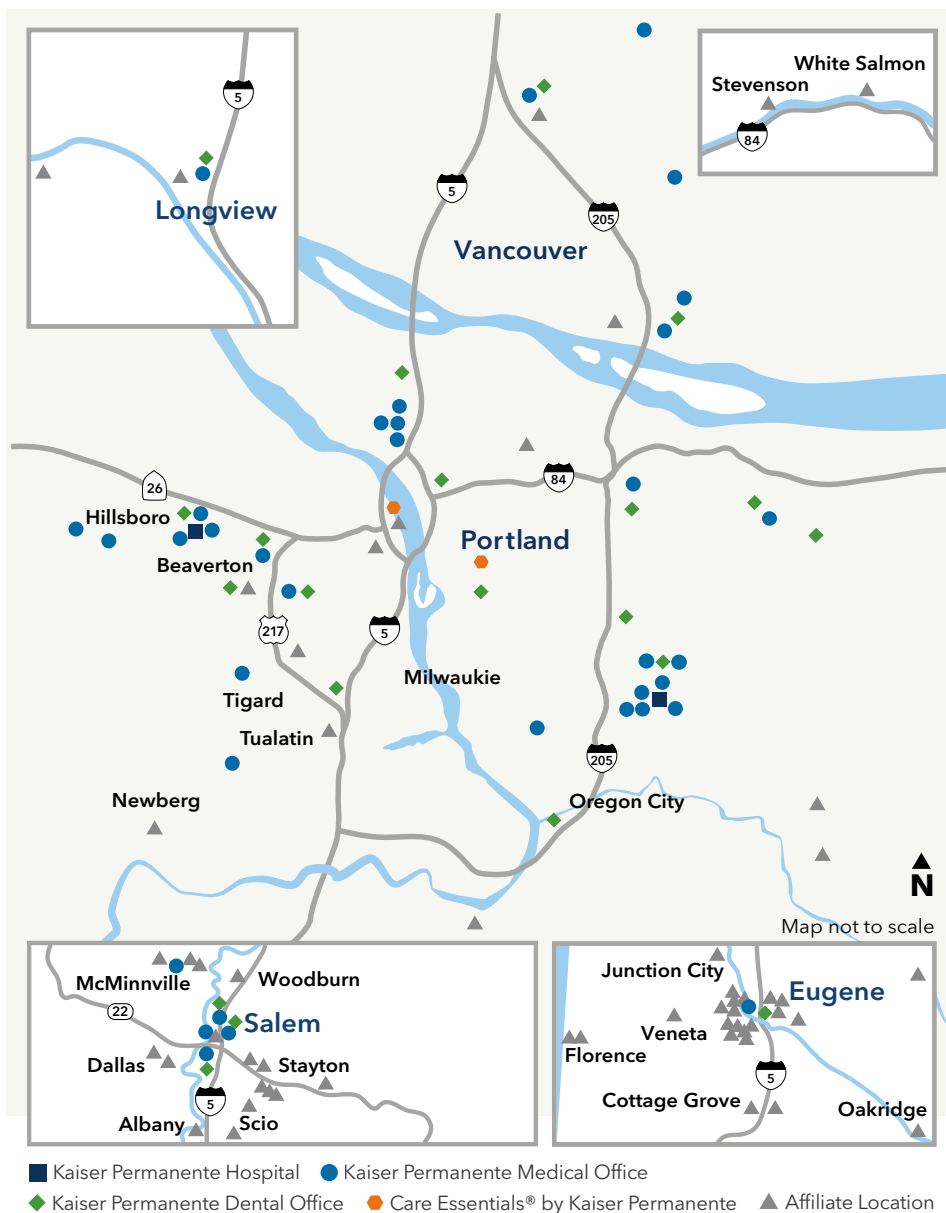 5
Longview
White Salmon
Stevenson
84
5
205
Vancouver
26
84
Hillsboro
Beaverton
Portland
217
5
Milwaukie
Tigard
Tualatin
205
Newberg
Oregon City
N
Map not to scale
McMinnville
Woodburn
22
Salem
Dallas
Stayton
5
Albany
Scio
Junction City
Eugene
Veneta
Florence
5
Cottage Grove
Oakridge
Kaiser Permanente Hospital
Kaiser Permanente Medical Office
Kaiser Permanente Dental Office
Care Essentials® by Kaiser Permanente
Affiliate Location